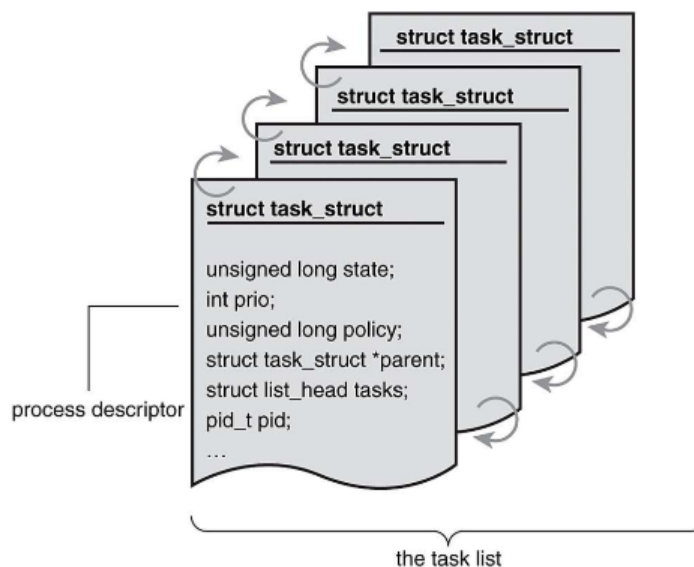 struct task_struct
struct task_struct
struct task_struct
struct task_struct
unsigned long state;
int prio;
unsigned long policy;
struct task_struct *parent;
struct list_head tasks;
pid_t pid;
...
process descriptor
the task list